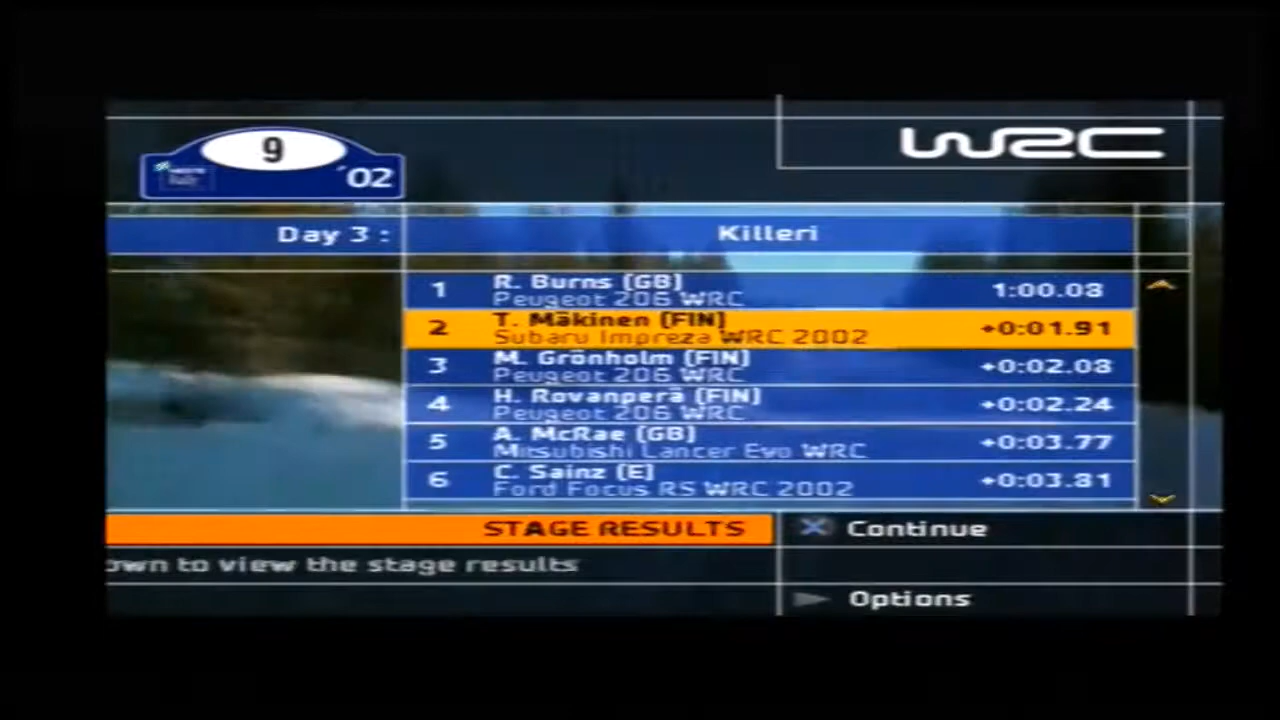 9
'02
WRC
Day 3 :
Killeri
1 R. Burns (GB) 1:00.08
Peugeot 206 WRC
2 T. Mäkinen (FIN) +0:01.91
Subaru Impreza WRC 2002
3 M. Grönholm (FIN) +0:02.08
Peugeot 206 WRC
4 H. Rovanperä (FIN) +0:02.24
Peugeot 206 WRC
5 A. McRae (GB) +0:03.77
Mitsubishi Lancer Evo WRC
6 C. Sainz (E) +0:03.81
Ford Focus RS WRC 2002
STAGE RESULTS
Continue
own to view the stage results
Options